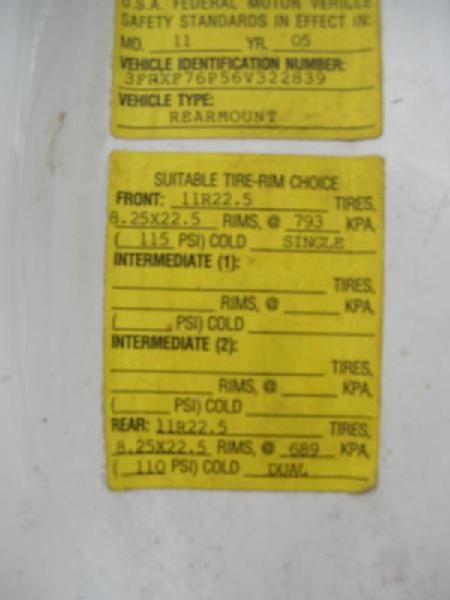 U.S.A. FEDERAL MOTOR VEHICLE
SAFETY STANDARDS IN EFFECT IN:
MO. 11 YR. 05
VEHICLE IDENTIFICATION NUMBER:
3FRXF76P56V322839
VEHICLE TYPE:
REARMOUNT
SUITABLE TIRE-RIM CHOICE
FRONT: 11R22.5 TIRES,
8.25X22.5 RIMS, @ 793 KPA,
( 115 PSI) COLD SINGLE
INTERMEDIATE (1):
TIRES,
RIMS, @ KPA,
( PSI) COLD
INTERMEDIATE (2):
TIRES,
RIMS, @ KPA,
( PSI) COLD
REAR: 11R22.5 TIRES,
8.25X22.5 RIMS, @ 689 KPA,
( 110 PSI) COLD DUAL